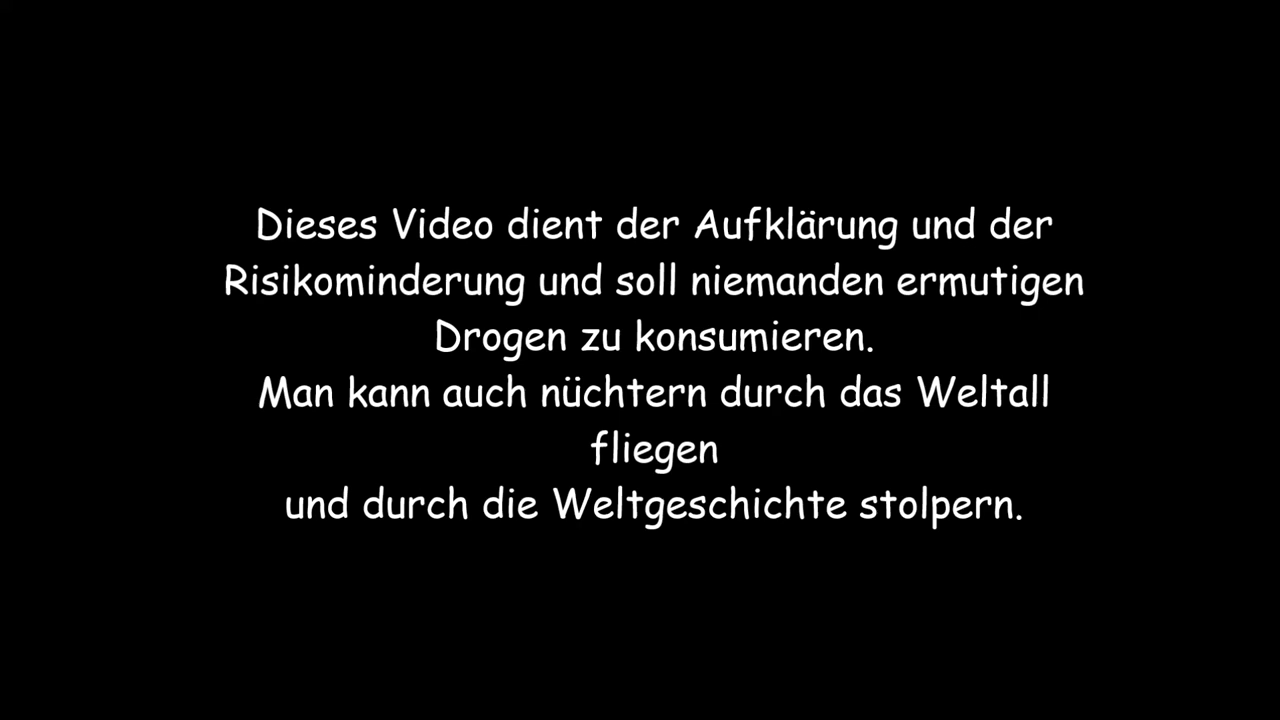 Dieses Video dient der Aufklärung und der
Risikominderung und soll niemanden ermutigen
Drogen zu konsumieren.
Man kann auch nüchtern durch das Weltall
fliegen
und durch die Weltgeschichte stolpern.